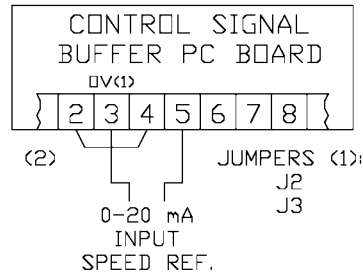 CONTROL SIGNAL
BUFFER PC BOARD
0V(1)
2 3 4 5 6 7 8
(2) JUMPERS (1):
J2
J3
0-20 mA
INPUT
SPEED REF.